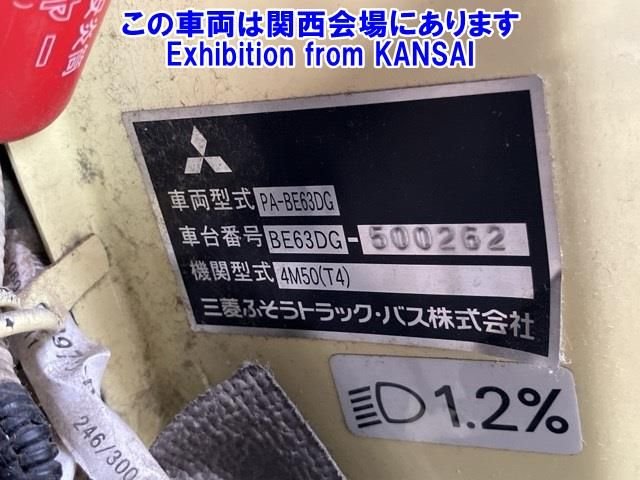 この車両は関西会場にあります
Exhibition from KANSAI
炎筒
車両型式 PA-BE63DG
車台番号 BE63DG-500262
機関型式 4M50(T4)
三菱ふそうトラック・バス株式会社
1.2%
246/300